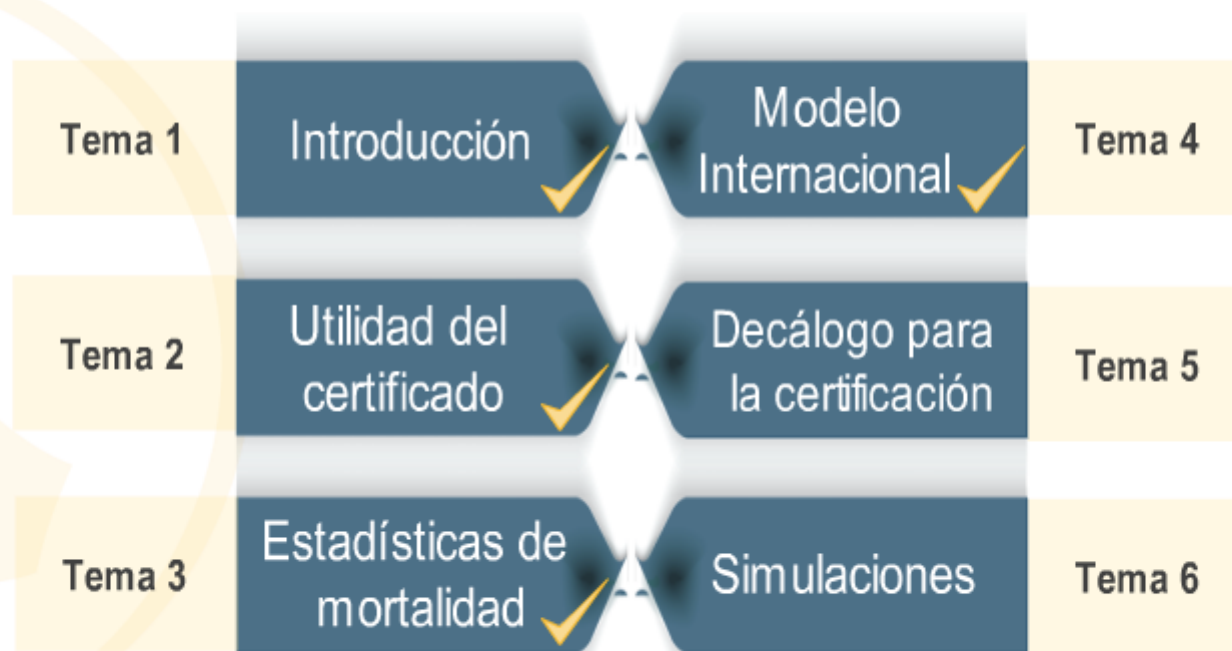 Tema 1
Introducción
Tema 2
Utilidad del
certificado
Tema 3
Estadísticas de
mortalidad
Modelo
Internacional
Tema 4
Decálogo para
la certificación
Tema 5
Simulaciones
Tema 6